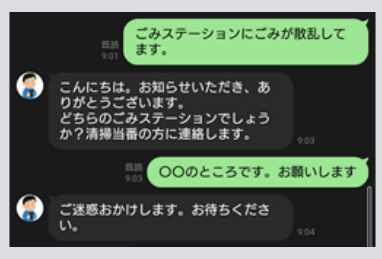 ごみステーションにごみが散乱して
ます。
既読
9:01
こんにちは。お知らせいただき、あ
りがとうございます。
どちらのごみステーションでしょう
か？清掃当番の方に連絡します。
9:03
〇〇のところです。お願いします
既読
9:03
ご迷惑おかけします。お待ちくださ
い。
9:04